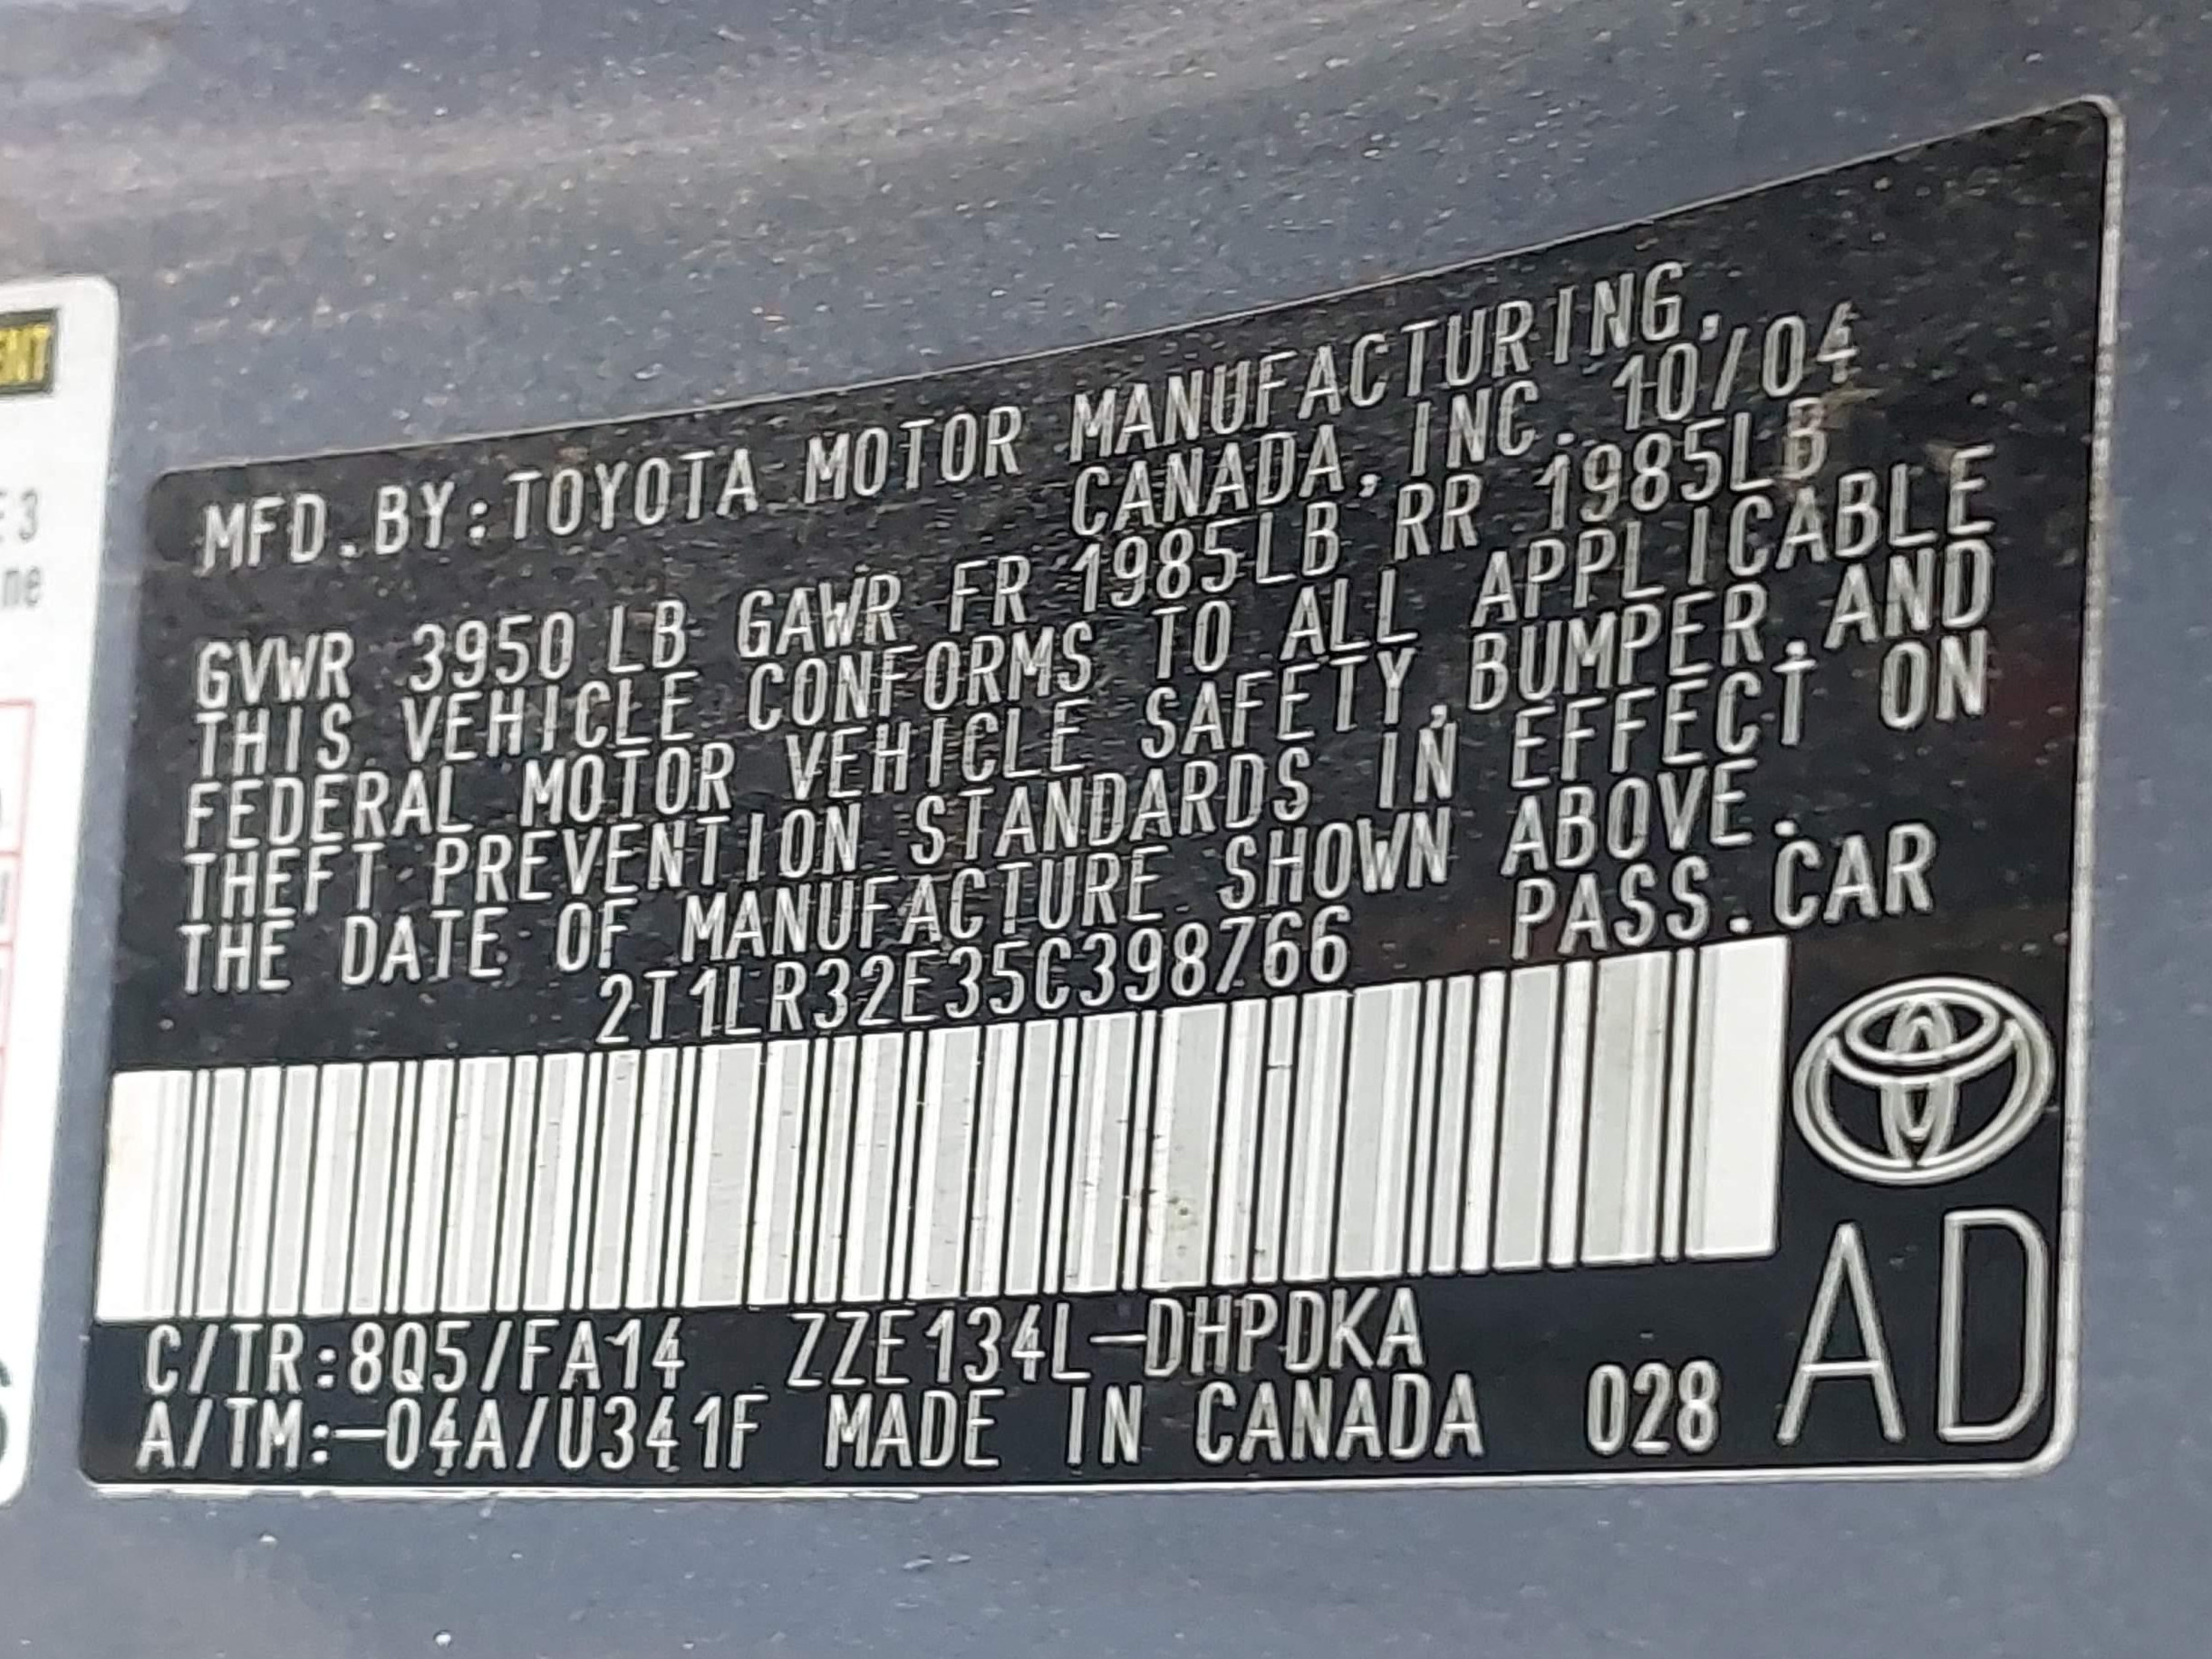 ENT
E3
ne
MFD.BY:TOYOTA MOTOR MANUFACTURING,
CANADA, INC. 10/04
GVWR 3950 LB GAWR FR 1985LB RR 1985LB
THIS VEHICLE CONFORMS TO ALL APPLICABLE
FEDERAL MOTOR VEHICLE SAFETY,BUMPER,AND
THEFT PREVENTION STANDARDS IN EFFECT ON
THE DATE OF MANUFACTURE SHOWN ABOVE.
2T1LR32E35C398766 PASS.CAR
C/TR:8Q5/FA14 ZZE134L-DHPDKA
A/TM:-04A/U341F MADE IN CANADA 028 AD